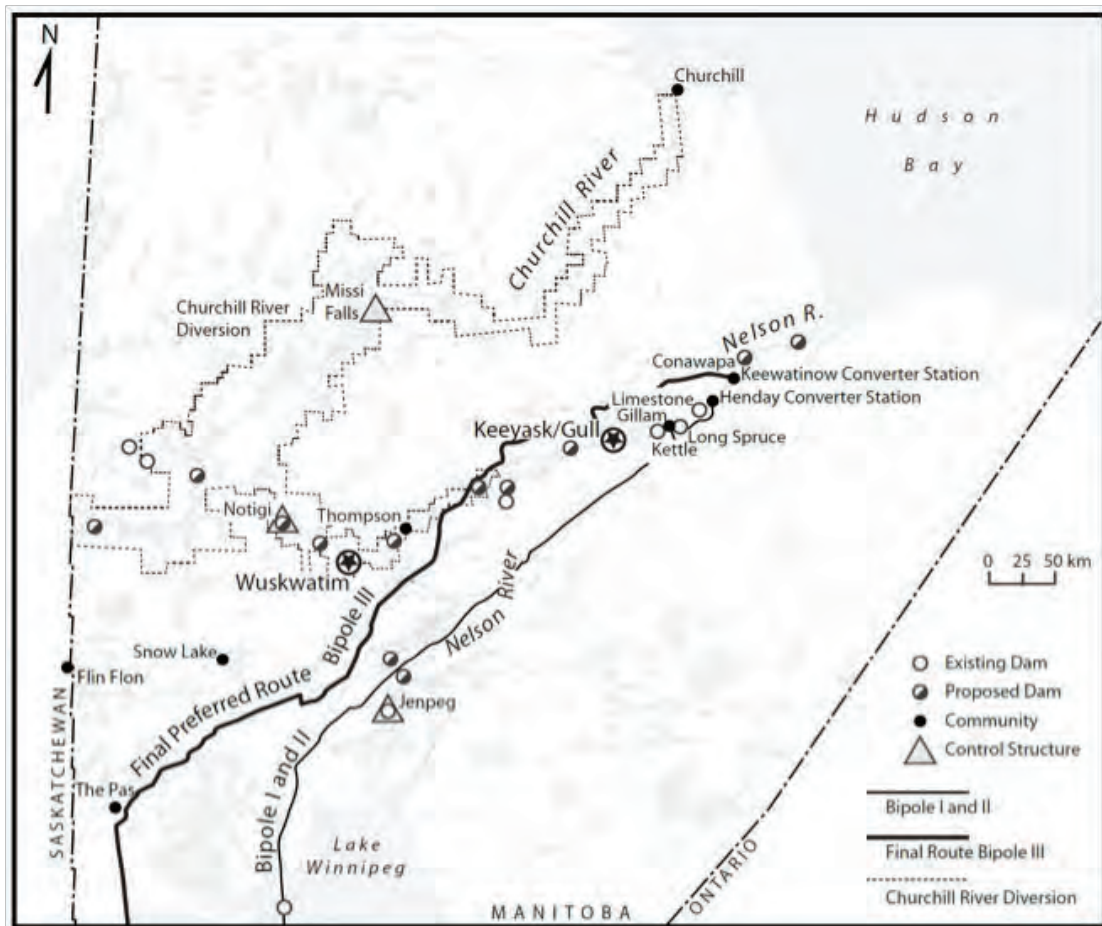 N
Churchill
Hudson
Bay
Churchill River
Missi
Falls
Churchill River
Diversion
Nelson R.
Conawapa
Keewatinow Converter Station
Limestone
Henday Converter Station
Gillam
Keeyask/Gull
Long Spruce
Kettle
Notigi
Thompson
Wuskwatim
0 25 50 km
Nelson River
Bipole III
Snow Lake
Flin Flon
Final Preferred Route
Jenpeg
SASKATCHEWAN
The Pas
Bipole I and II
Lake
Winnipeg
MANITOBA
ONTARIO
Existing Dam
Proposed Dam
Community
Control Structure
Bipole I and II
Final Route Bipole III
Churchill River Diversion